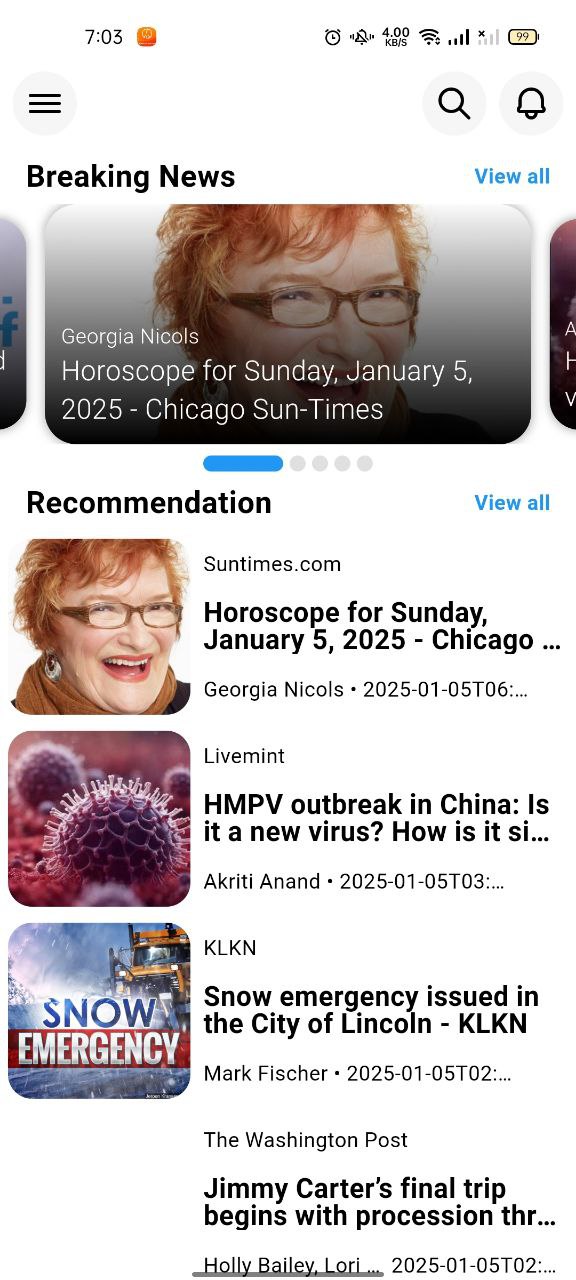 7:03
4.00
KB/S
99
Breaking News
View all
f
d
Georgia Nicols
Horoscope for Sunday, January 5,
2025 - Chicago Sun-Times
A
H
v
Recommendation
View all
Suntimes.com
Horoscope for Sunday,
January 5, 2025 - Chicago ...
Georgia Nicols • 2025-01-05T06:...
Livemint
HMPV outbreak in China: Is
it a new virus? How is it si...
Akriti Anand • 2025-01-05T03:...
SNOW
EMERGENCY
KLKN
Snow emergency issued in
the City of Lincoln - KLKN
Mark Fischer • 2025-01-05T02:...
The Washington Post
Jimmy Carter’s final trip
begins with procession thr...
Holly Bailey, Lori ... 2025-01-05T02:...